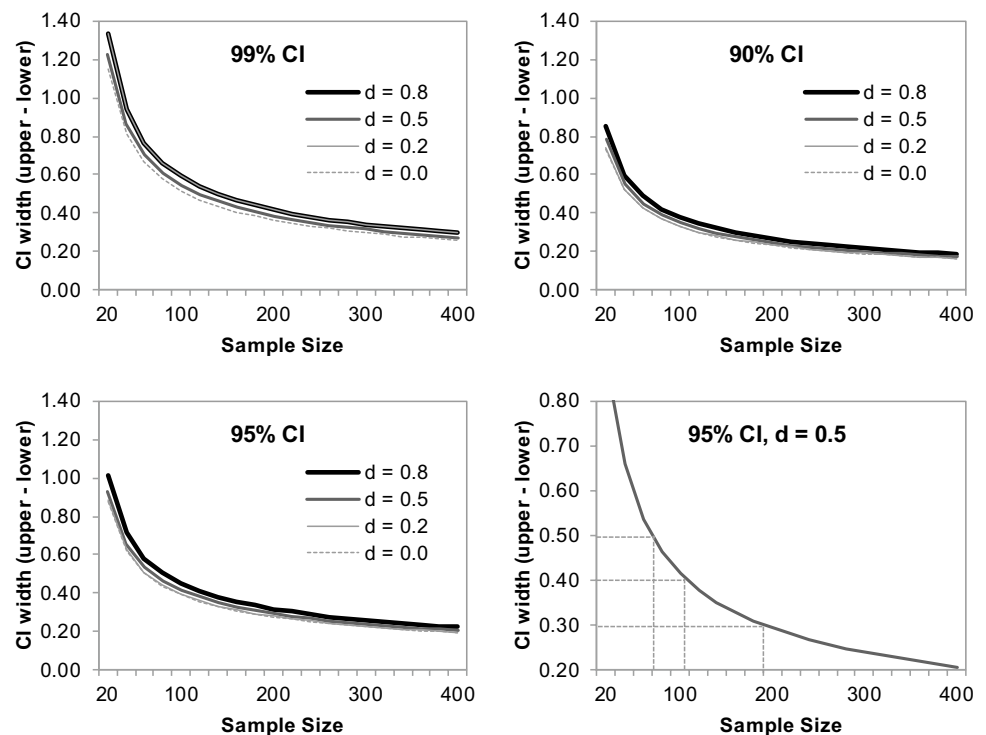 CI width (upper - lower)
1.40
1.20
1.00
0.80
0.60
0.40
0.20
0.00
99% CI
d = 0.8
d = 0.5
d = 0.2
d = 0.0
20 100 200 300 400
Sample Size
CI width (upper - lower)
1.40
1.20
1.00
0.80
0.60
0.40
0.20
0.00
90% CI
d = 0.8
d = 0.5
d = 0.2
d = 0.0
20 100 200 300 400
Sample Size
CI width (upper - lower)
1.40
1.20
1.00
0.80
0.60
0.40
0.20
0.00
95% CI
d = 0.8
d = 0.5
d = 0.2
d = 0.0
20 100 200 300 400
Sample Size
CI width (upper - lower)
0.80
0.70
0.60
0.50
0.40
0.30
0.20
95% CI, d = 0.5
20 100 200 300 400
Sample Size